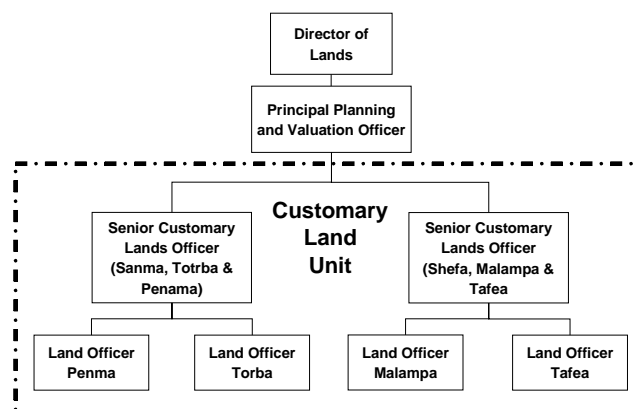 Director of
Lands
Principal Planning
and Valuation Officer
Customary
Land
Unit
Senior Customary
Lands Officer
(Sanma, Totrba &
Penama)
Senior Customary
Lands Officer
(Shefa, Malampa &
Tafea
Land Officer
Penma
Land Officer
Torba
Land Officer
Malampa
Land Officer
Tafea